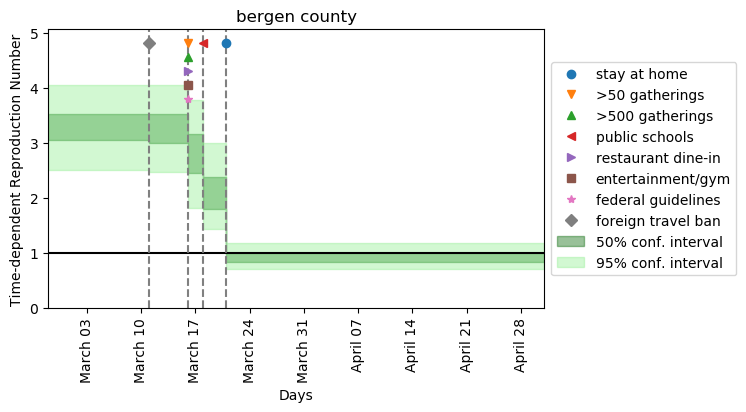 bergen county
Time-dependent Reproduction Number
5
4
3
2
1
0
March 03
March 10
March 17
March 24
March 31
April 07
April 14
April 21
April 28
Days
stay at home
>50 gatherings
>500 gatherings
public schools
restaurant dine-in
entertainment/gym
federal guidelines
foreign travel ban
50% conf. interval
95% conf. interval